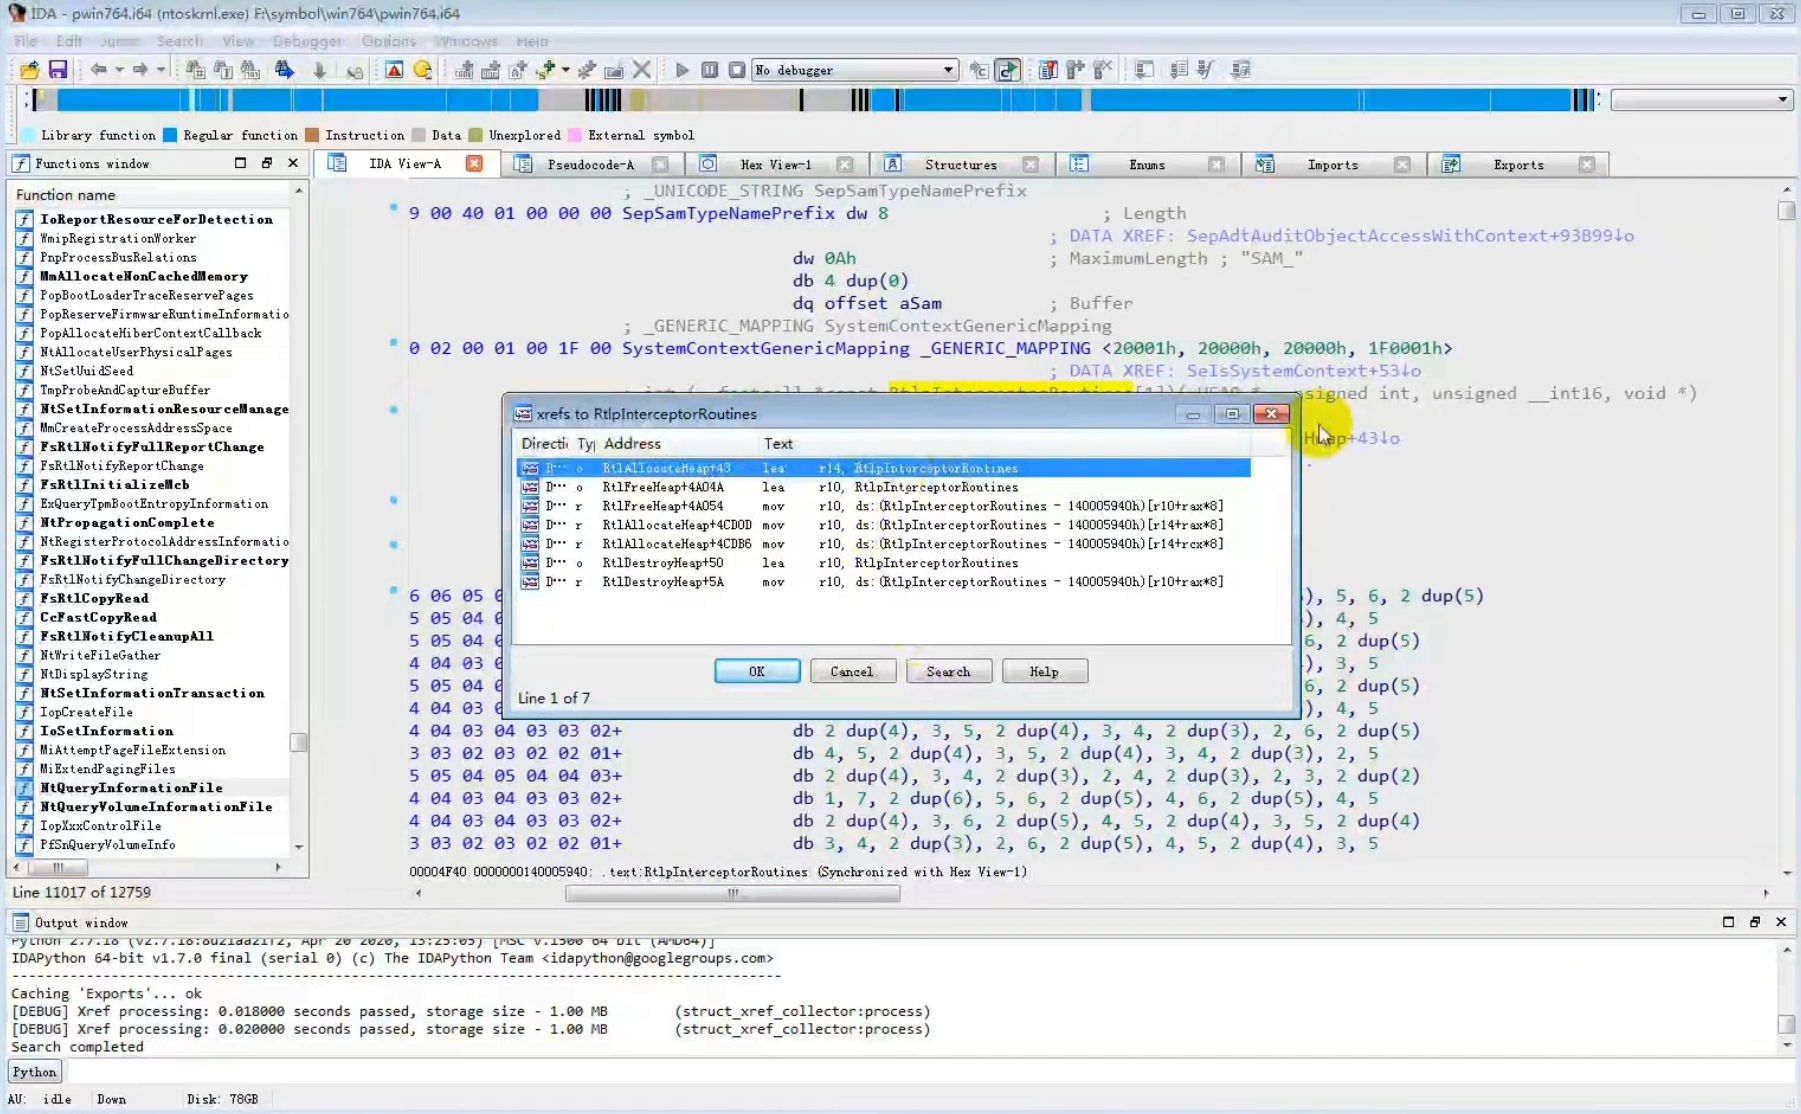 IDA - pwin764.i64 (ntoskrnl.exe) F:\symbol\win764\pwin764.i64
File Edit Jump Search View Debugger Options Windows Help
No debugger
Library function Regular function Instruction Data Unexplored External symbol
Functions window
IDA View-A Pseudocode-A Hex View-1 Structures Enums Imports Exports
Function name
IoReportResourceForDetection
WmipRegistrationWorker
PnpProcessBusRelations
MmAllocateNonCachedMemory
PopBootLoaderTraceReservePages
PopReserveFirmwareRuntimeInformatio
PopAllocateHiberContextCallback
NtAllocateUserPhysicalPages
NtSetUuidSeed
TmpProbeAndCaptureBuffer
NtSetInformationResourceManage
MmCreateProcessAddressSpace
FsRtlNotifyFullReportChange
FsRtlNotifyReportChange
FsRtlInitializeMcb
ExQueryTpmBootEntropyInformation
NtPropagationComplete
NtRegisterProtocolAddressInformatio
FsRtlNotifyFullChangeDirectory
FsRtlNotifyChangeDirectory
FsRtlCopyRead
CcFastCopyRead
FsRtlNotifyCleanupAll
NtWriteFileGather
NtDisplayString
NtSetInformationTransaction
IopCreateFile
IoSetInformation
MiAttemptPageFileExtension
MiExtendPagingFiles
NtQueryInformationFile
NtQueryVolumeInformationFile
IopXxxControlFile
PfSnQueryVolumeInfo
Line 11017 of 12759
; _UNICODE_STRING SepSamTypeNamePrefix
9 00 40 01 00 00 00 SepSamTypeNamePrefix dw 8 ; Length
; DATA XREF: SepAdtAuditObjectAccessWithContext+93B99↓o
dw 0Ah ; MaximumLength ; "SAM_"
db 4 dup(0)
dq offset aSam ; Buffer
; _GENERIC_MAPPING SystemContextGenericMapping
0 02 00 01 00 1F 00 SystemContextGenericMapping _GENERIC_MAPPING <20001h, 20000h, 20000h, 1F0001h>
; DATA XREF: SeIsSystemContext+53↓o
unsigned __int16, void *)
Heap+43↓o
xrefs to RtlpInterceptorRoutines
Directi Typ Address Text
D··· o RtlAllocateHeap+43 lea r14, RtlpInterceptorRoutines
D··· o RtlFreeHeap+4A04A lea r10, RtlpInterceptorRoutines
D··· r RtlFreeHeap+4A054 mov r10, ds:(RtlpInterceptorRoutines - 140005940h)[r10+rax*8]
D··· r RtlAllocateHeap+4CD0D mov r10, ds:(RtlpInterceptorRoutines - 140005940h)[r14+rax*8]
D··· r RtlAllocateHeap+4CDB6 mov r10, ds:(RtlpInterceptorRoutines - 140005940h)[r14+rcx*8]
D··· o RtlDestroyHeap+50 lea r10, RtlpInterceptorRoutines
D··· r RtlDestroyHeap+5A mov r10, ds:(RtlpInterceptorRoutines - 140005940h)[r10+rax*8]
OK Cancel Search Help
Line 1 of 7
6 06 05 0 ), 5, 6, 2 dup(5)
5 05 04 0 ), 4, 5
5 05 04 0 6, 2 dup(5)
4 04 03 0 ), 3, 5
5 05 04 0 6, 2 dup(5)
4 04 03 0 ), 4, 5
4 04 03 04 03 03 02+ db 2 dup(4), 3, 5, 2 dup(4), 3, 4, 2 dup(3), 2, 6, 2 dup(5)
3 03 02 03 02 02 01+ db 4, 5, 2 dup(4), 3, 5, 2 dup(4), 3, 4, 2 dup(3), 2, 5
5 05 04 05 04 04 03+ db 2 dup(4), 3, 4, 2 dup(3), 2, 4, 2 dup(3), 2, 3, 2 dup(2)
4 04 03 04 03 03 02+ db 1, 7, 2 dup(6), 5, 6, 2 dup(5), 4, 6, 2 dup(5), 4, 5
4 04 03 04 03 03 02+ db 2 dup(4), 3, 6, 2 dup(5), 4, 5, 2 dup(4), 3, 5, 2 dup(4)
3 03 02 03 02 02 01+ db 3, 4, 2 dup(3), 2, 6, 2 dup(5), 4, 5, 2 dup(4), 3, 5
00004F40 0000000140005940: .text:RtlpInterceptorRoutines (Synchronized with Hex View-1)
Output window
IDAPython 64-bit v1.7.0 final (serial 0) (c) The IDAPython Team <idapython@googlegroups.com>
Caching 'Exports'... ok
[DEBUG] Xref processing: 0.018000 seconds passed, storage size - 1.00 MB (struct_xref_collector:process)
[DEBUG] Xref processing: 0.020000 seconds passed, storage size - 1.00 MB (struct_xref_collector:process)
Search completed
Python
AU: idle Down Disk: 78GB